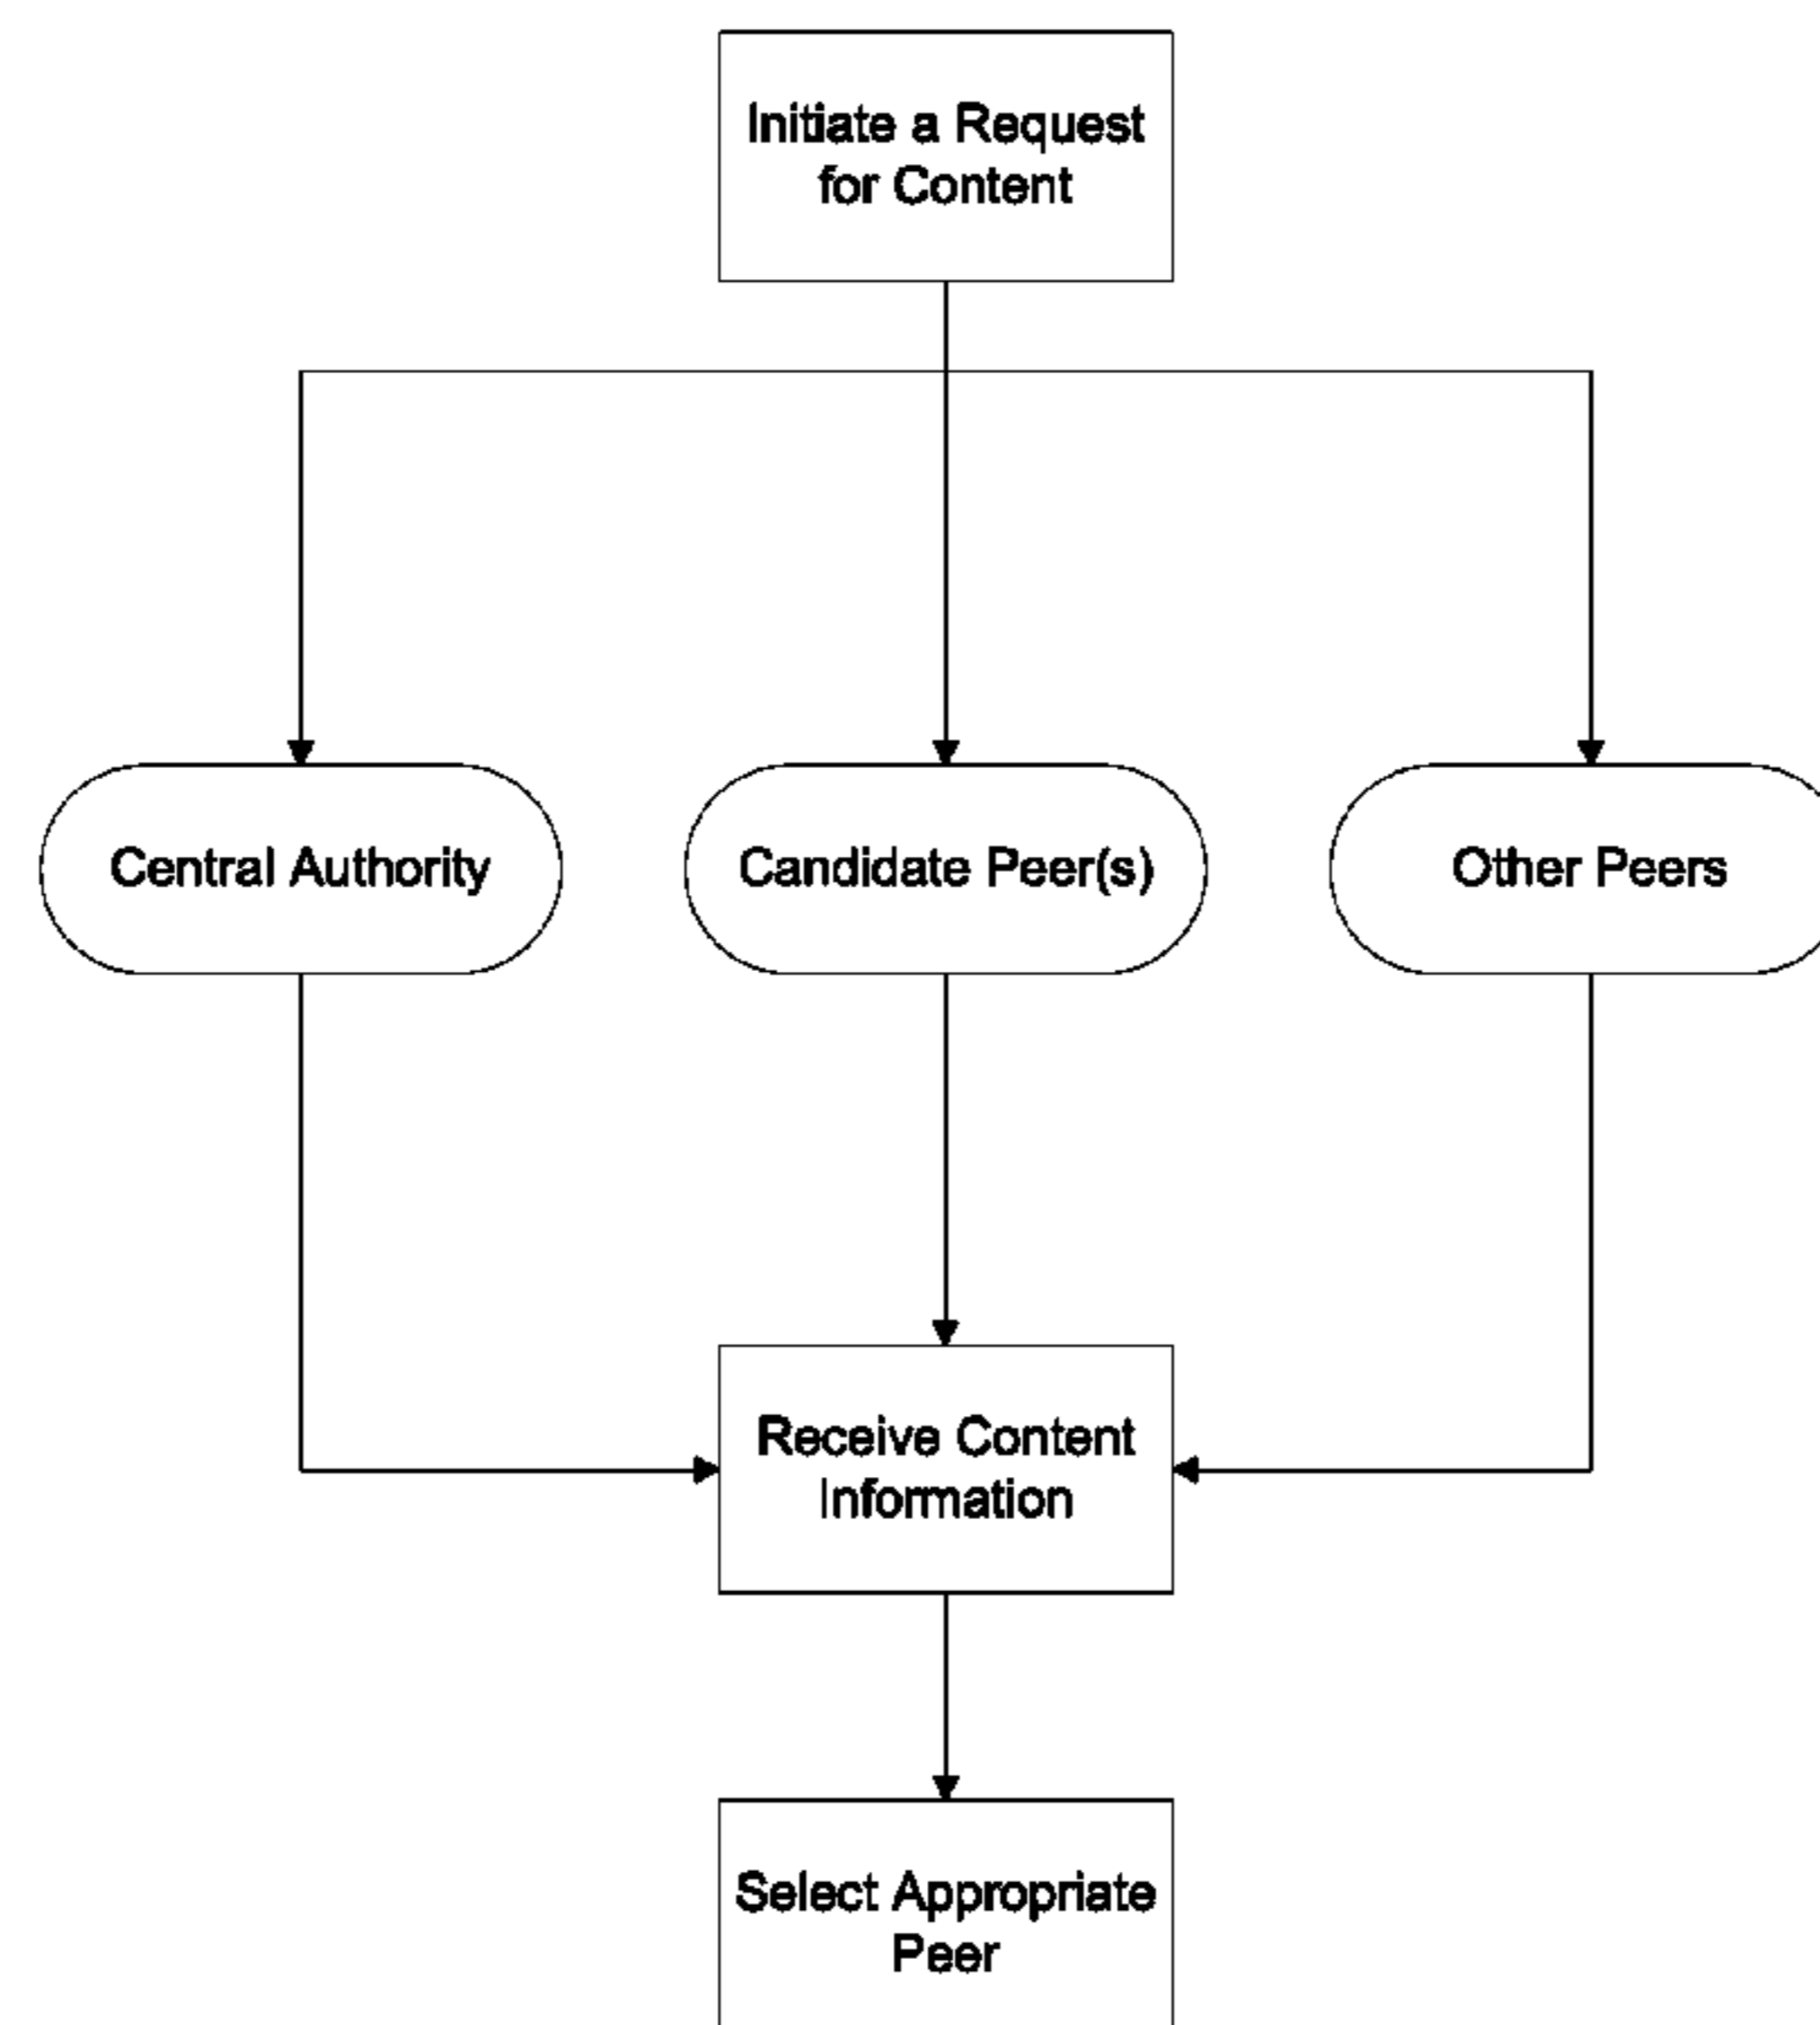 Initiate a Request
for Content
Central Authority
Candidate Peer(s)
Other Peers
Receive Content
Information
Select Appropriate
Peer